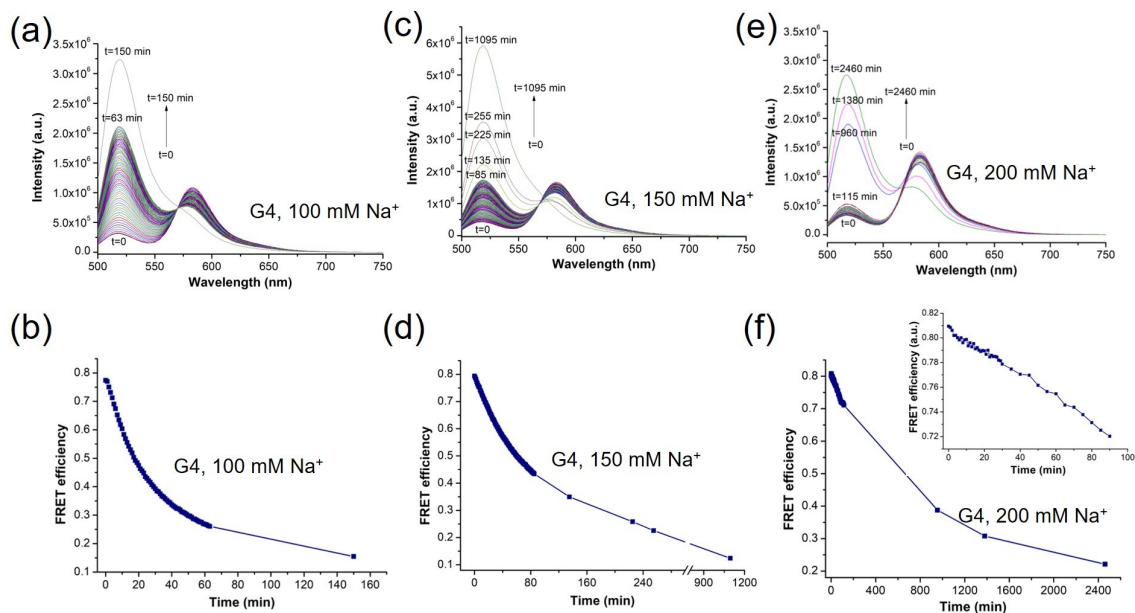 (a)
3.5x10⁶
3.0x10⁶
2.5x10⁶
2.0x10⁶
1.5x10⁶
1.0x10⁶
5.0x10⁵
0.0
Intensity (a.u.)
t=150 min
t=150 min
t=63 min
t=0
t=0
G4, 100 mM Na⁺
500 550 600 650 700 750
Wavelength (nm)
(c)
6x10⁶
5x10⁶
4x10⁶
3x10⁶
2x10⁶
1x10⁶
0
Intensity (a.u.)
t=1095 min
t=1095 min
t=255 min
t=225 min
t=0
t=135 min
t=85 min
t=0
G4, 150 mM Na⁺
500 550 600 650 700 750
Wavelength (nm)
(e)
3.5x10⁶
3.0x10⁶
2.5x10⁶
2.0x10⁶
1.5x10⁶
1.0x10⁶
5.0x10⁵
0.0
Intensity (a.u.)
t=2460 min
t=2460 min
t=1380 min
t=960 min
t=0
t=115 min
t=0
G4, 200 mM Na⁺
500 550 600 650 700 750
Wavelength (nm)
(b)
0.9
0.8
0.7
0.6
0.5
0.4
0.3
0.2
0.1
FRET efficiency
G4, 100 mM Na⁺
0 20 40 60 80 100 120 140 160
Time (min)
(d)
0.9
0.8
0.7
0.6
0.5
0.4
0.3
0.2
0.1
FRET efficiency
G4, 150 mM Na⁺
0 80 160 240 900 1200
Time (min)
(f)
0.9
0.8
0.7
0.6
0.5
0.4
0.3
0.2
FRET efficiency
G4, 200 mM Na⁺
0 400 800 1200 1600 2000 2400
Time (min)
0.82
0.80
0.78
0.76
0.74
0.72
FRET efficiency (a.u.)
0 20 40 60 80 100
Time (min)